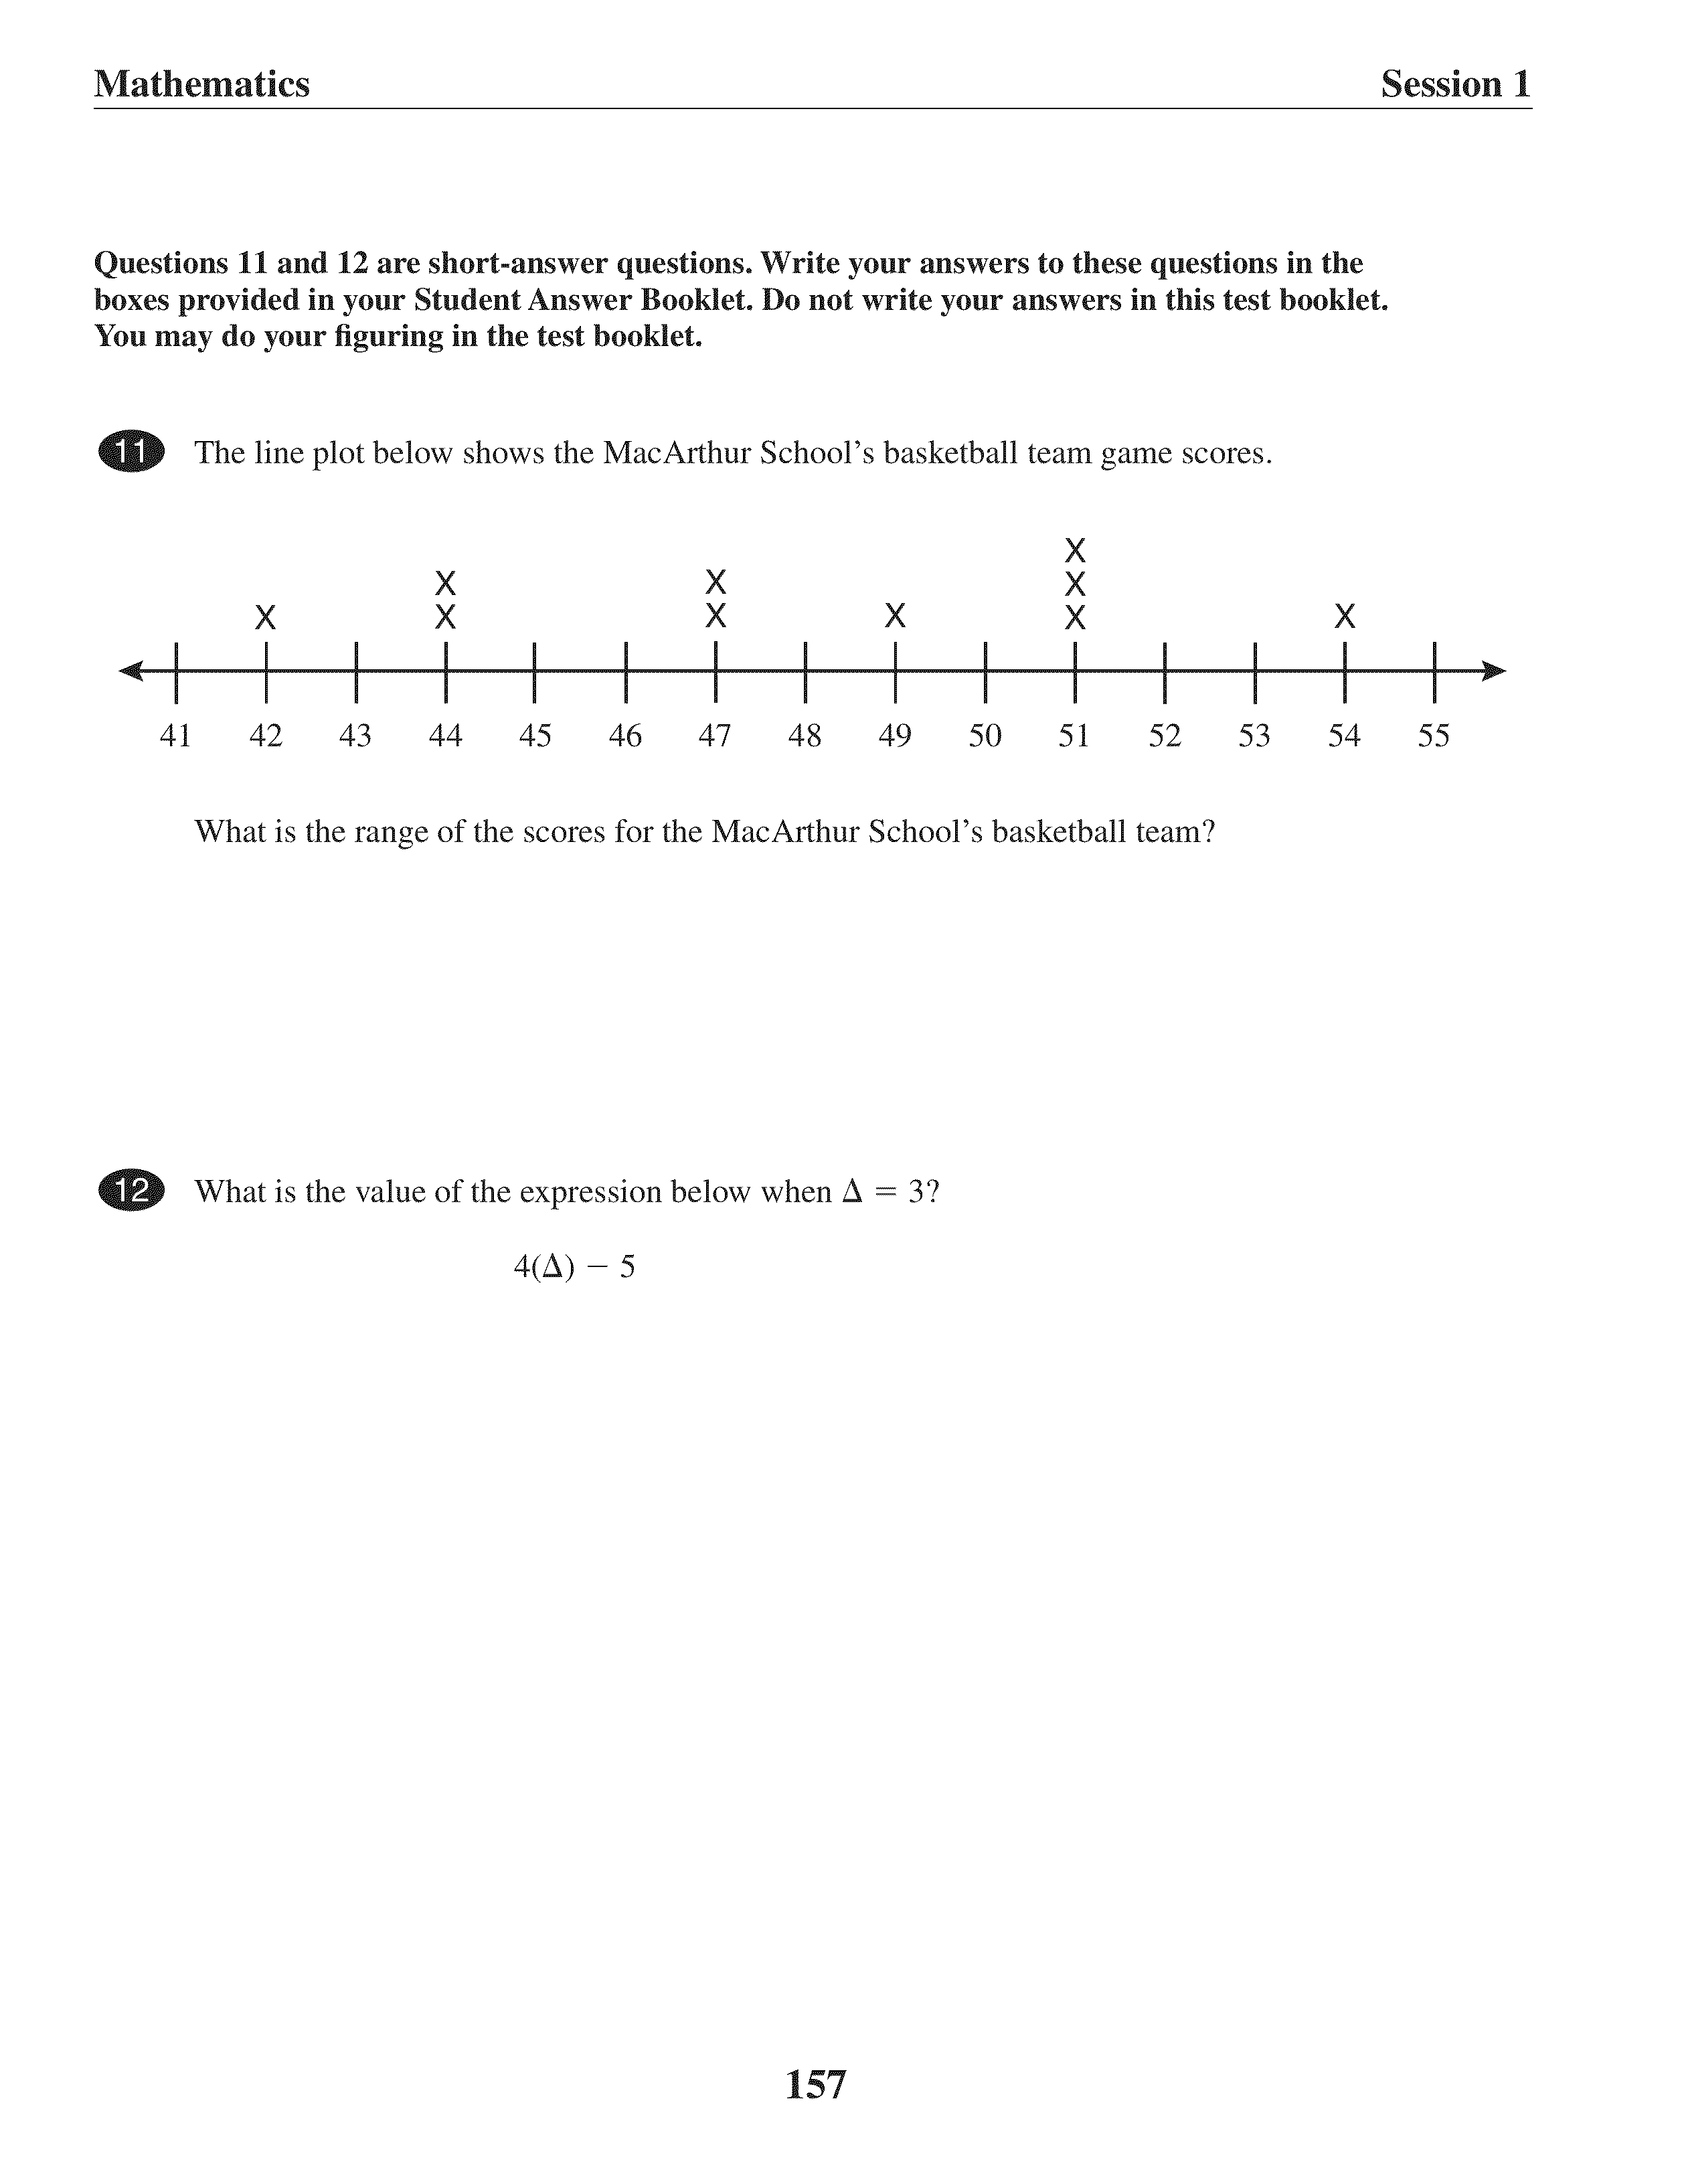 Mathematics Session 1
Questions 11 and 12 are short-answer questions. Write your answers to these questions in the
boxes provided in your Student Answer Booklet. Do not write your answers in this test booklet.
You may do your figuring in the test booklet.
11 The line plot below shows the MacArthur School’s basketball team game scores.
X
X X X
X X X X X X
41 42 43 44 45 46 47 48 49 50 51 52 53 54 55
What is the range of the scores for the MacArthur School’s basketball team?
12 What is the value of the expression below when Δ = 3?
4(Δ) − 5
157